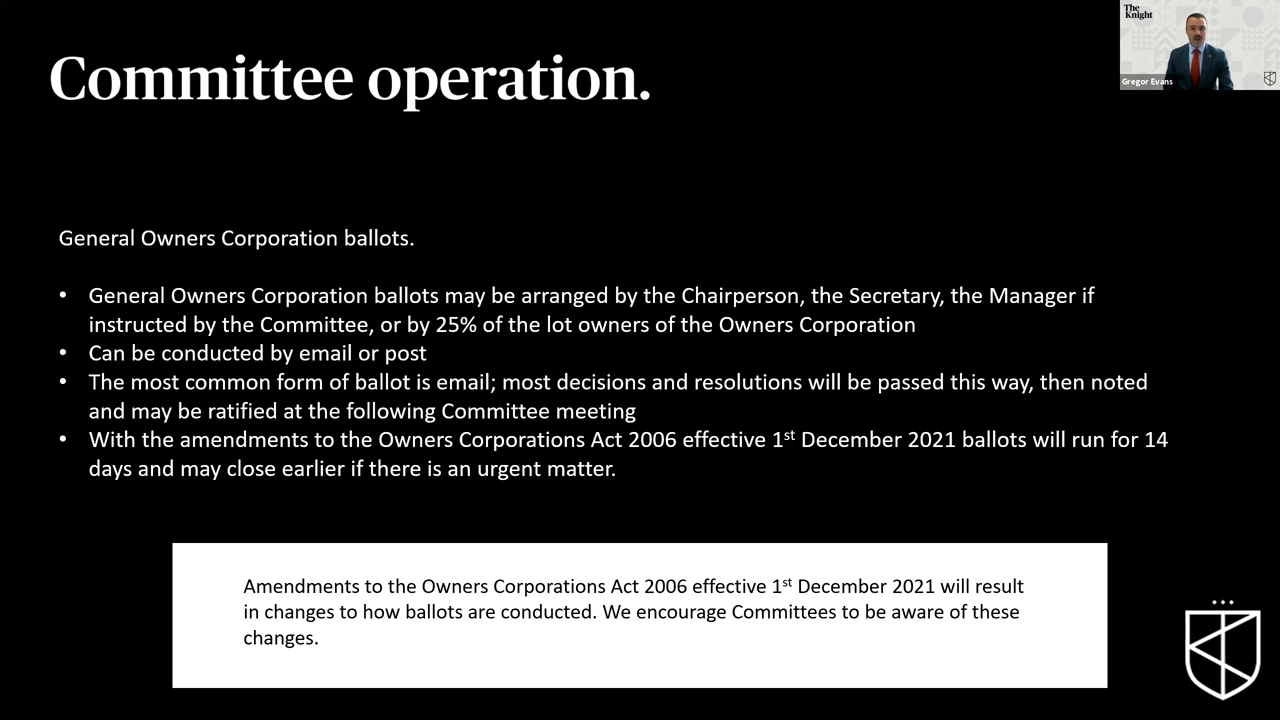 The
Knight
Gregor Evans
Committee operation.
General Owners Corporation ballots.
• General Owners Corporation ballots may be arranged by the Chairperson, the Secretary, the Manager if
instructed by the Committee, or by 25% of the lot owners of the Owners Corporation
• Can be conducted by email or post
• The most common form of ballot is email; most decisions and resolutions will be passed this way, then noted
and may be ratified at the following Committee meeting
• With the amendments to the Owners Corporations Act 2006 effective 1st December 2021 ballots will run for 14
days and may close earlier if there is an urgent matter.
Amendments to the Owners Corporations Act 2006 effective 1st December 2021 will result
in changes to how ballots are conducted. We encourage Committees to be aware of these
changes.